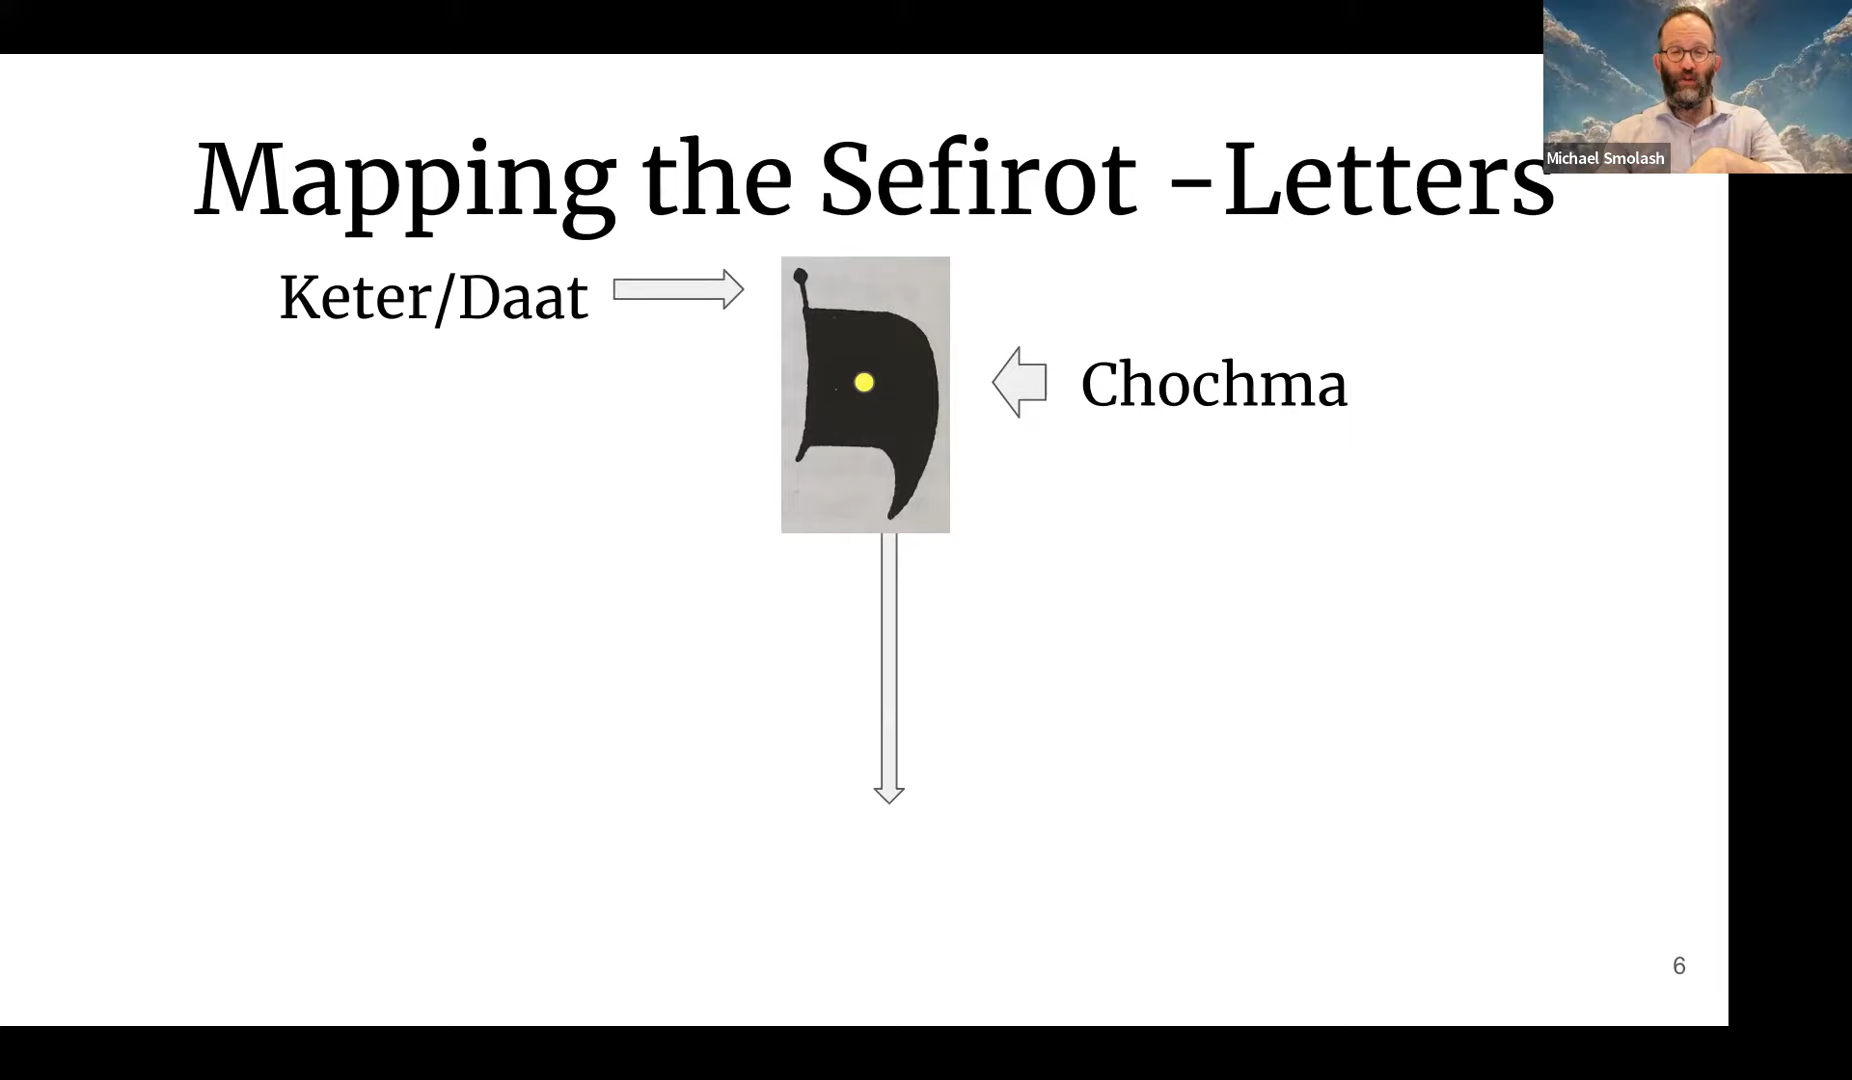 Michael Smolash
Mapping the Sefirot -Letters
Keter/Daat
Chochma
6